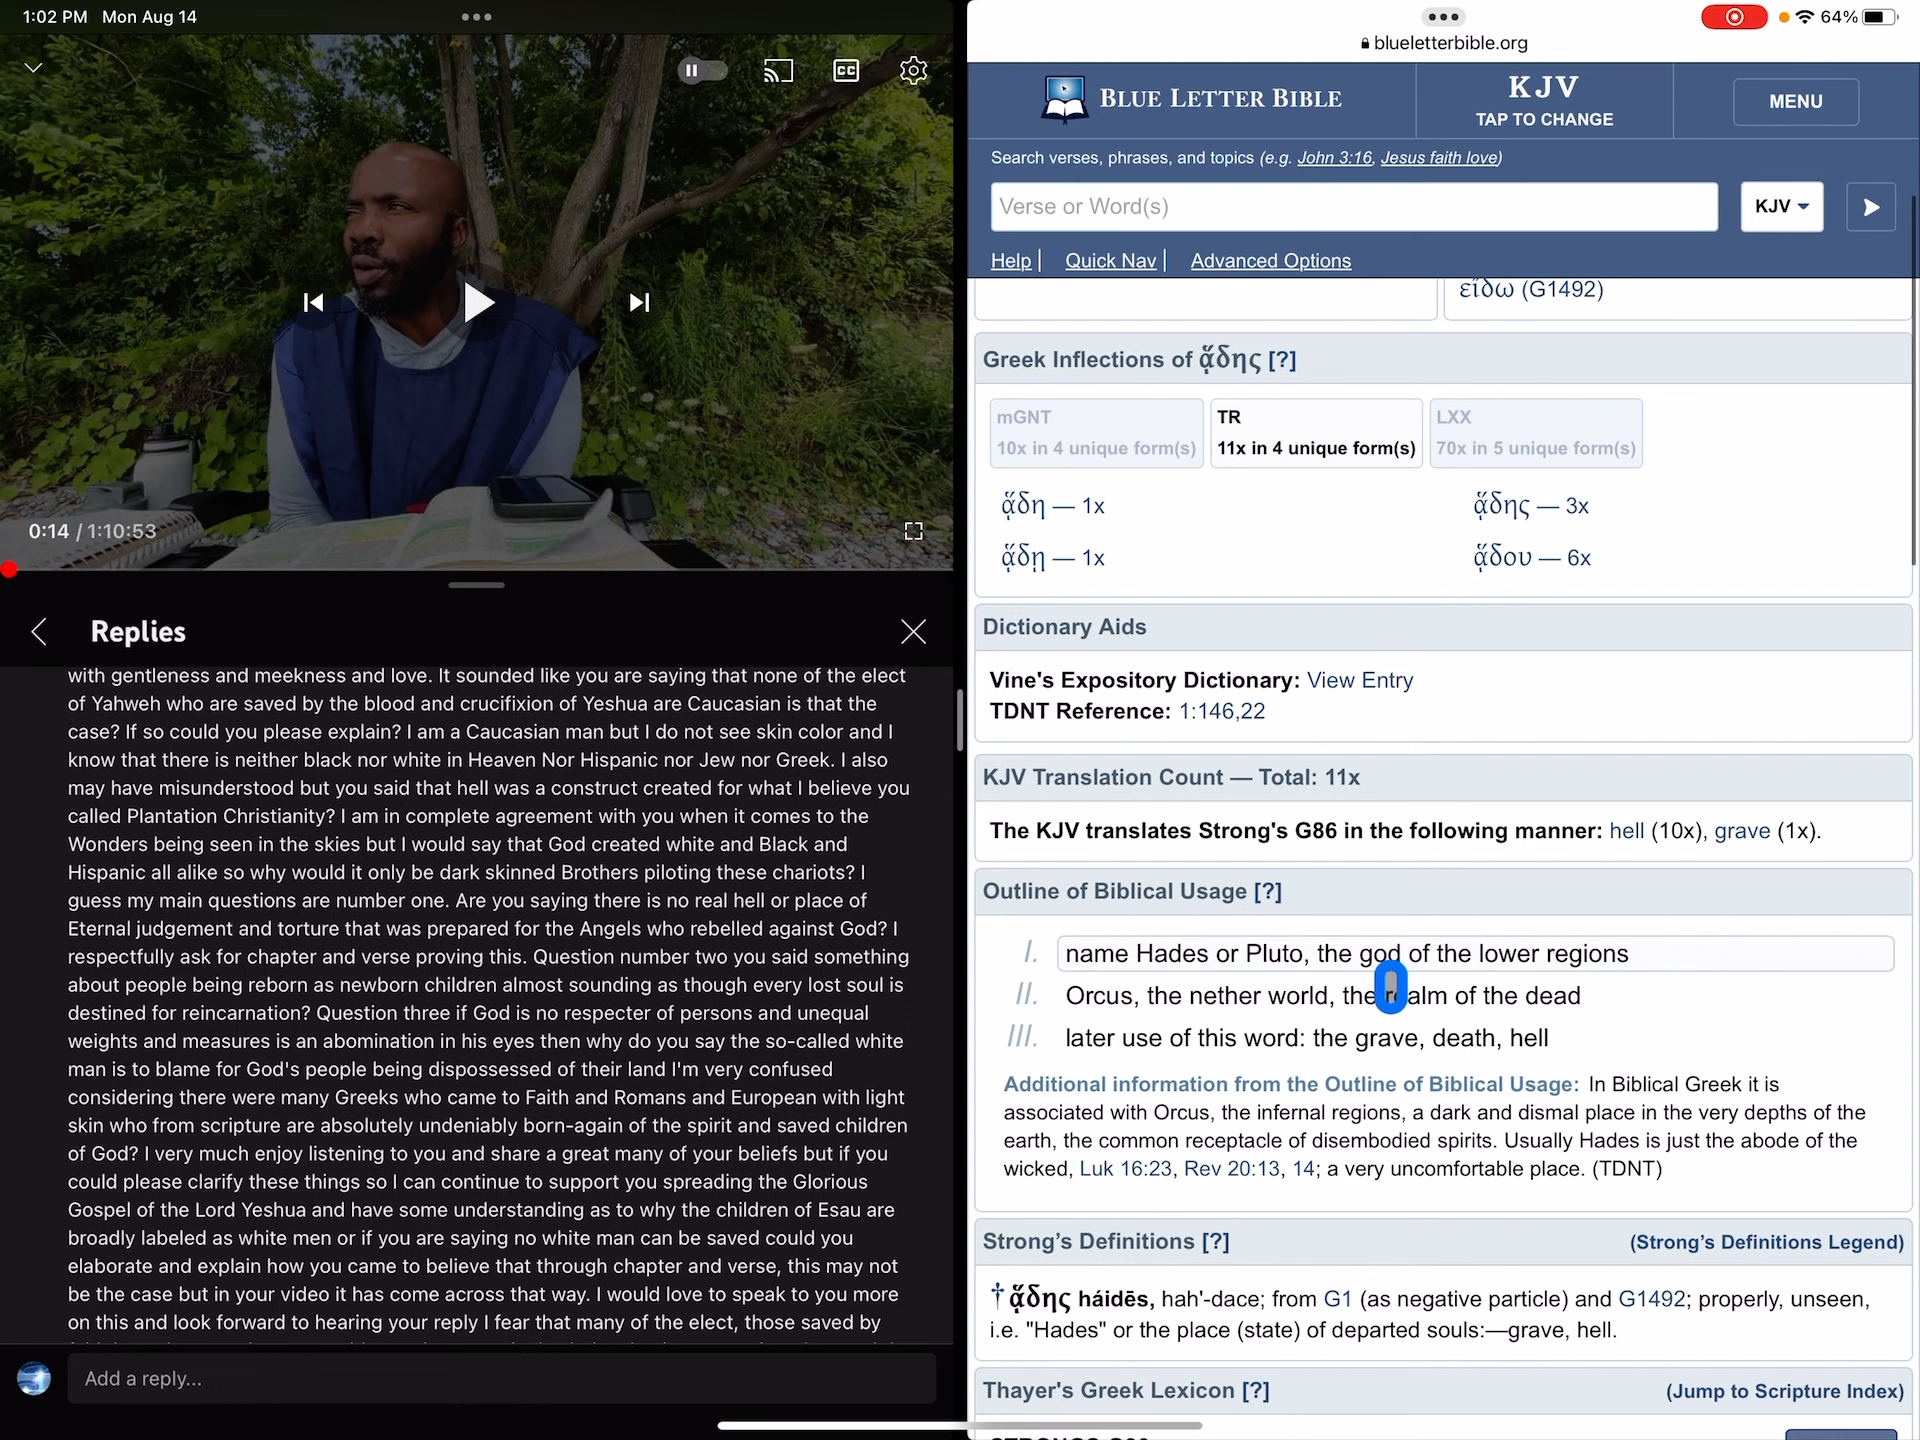 1:02 PM Mon Aug 14
CC
0:14 / 1:10:53
Replies
with gentleness and meekness and love. It sounded like you are saying that none of the elect
of Yahweh who are saved by the blood and crucifixion of Yeshua are Caucasian is that the
case? If so could you please explain? I am a Caucasian man but I do not see skin color and I
know that there is neither black nor white in Heaven Nor Hispanic nor Jew nor Greek. I also
may have misunderstood but you said that hell was a construct created for what I believe you
called Plantation Christianity? I am in complete agreement with you when it comes to the
Wonders being seen in the skies but I would say that God created white and Black and
Hispanic all alike so why would it only be dark skinned Brothers piloting these chariots? I
guess my main questions are number one. Are you saying there is no real hell or place of
Eternal judgement and torture that was prepared for the Angels who rebelled against God? I
respectfully ask for chapter and verse proving this. Question number two you said something
about people being reborn as newborn children almost sounding as though every lost soul is
destined for reincarnation? Question three if God is no respecter of persons and unequal
weights and measures is an abomination in his eyes then why do you say the so-called white
man is to blame for God's people being dispossessed of their land I'm very confused
considering there were many Greeks who came to Faith and Romans and European with light
skin who from scripture are absolutely undeniably born-again of the spirit and saved children
of God? I very much enjoy listening to you and share a great many of your beliefs but if you
could please clarify these things so I can continue to support you spreading the Glorious
Gospel of the Lord Yeshua and have some understanding as to why the children of Esau are
broadly labeled as white men or if you are saying no white man can be saved could you
elaborate and explain how you came to believe that through chapter and verse, this may not
be the case but in your video it has come across that way. I would love to speak to you more
on this and look forward to hearing your reply I fear that many of the elect, those saved by
Add a reply...
64%
blueletterbible.org
BLUE LETTER BIBLE
KJV
TAP TO CHANGE
MENU
Search verses, phrases, and topics (e.g. John 3:16, Jesus faith love)
Verse or Word(s)
KJV
Help | Quick Nav | Advanced Options
εἴδω (G1492)
Greek Inflections of ᾅδης [?]
mGNT
10x in 4 unique form(s)
TR
11x in 4 unique form(s)
LXX
70x in 5 unique form(s)
ᾅδη — 1x
ᾅδης — 3x
ᾅδῃ — 1x
ᾅδου — 6x
Dictionary Aids
Vine's Expository Dictionary: View Entry
TDNT Reference: 1:146,22
KJV Translation Count — Total: 11x
The KJV translates Strong's G86 in the following manner: hell (10x), grave (1x).
Outline of Biblical Usage [?]
I. name Hades or Pluto, the god of the lower regions
II. Orcus, the nether world, the realm of the dead
III. later use of this word: the grave, death, hell
Additional information from the Outline of Biblical Usage: In Biblical Greek it is
associated with Orcus, the infernal regions, a dark and dismal place in the very depths of the
earth, the common receptacle of disembodied spirits. Usually Hades is just the abode of the
wicked, Luk 16:23, Rev 20:13, 14; a very uncomfortable place. (TDNT)
Strong's Definitions [?]
(Strong's Definitions Legend)
† ᾅδης háidēs, hah'-dace; from G1 (as negative particle) and G1492; properly, unseen,
i.e. "Hades" or the place (state) of departed souls:—grave, hell.
Thayer's Greek Lexicon [?]
(Jump to Scripture Index)